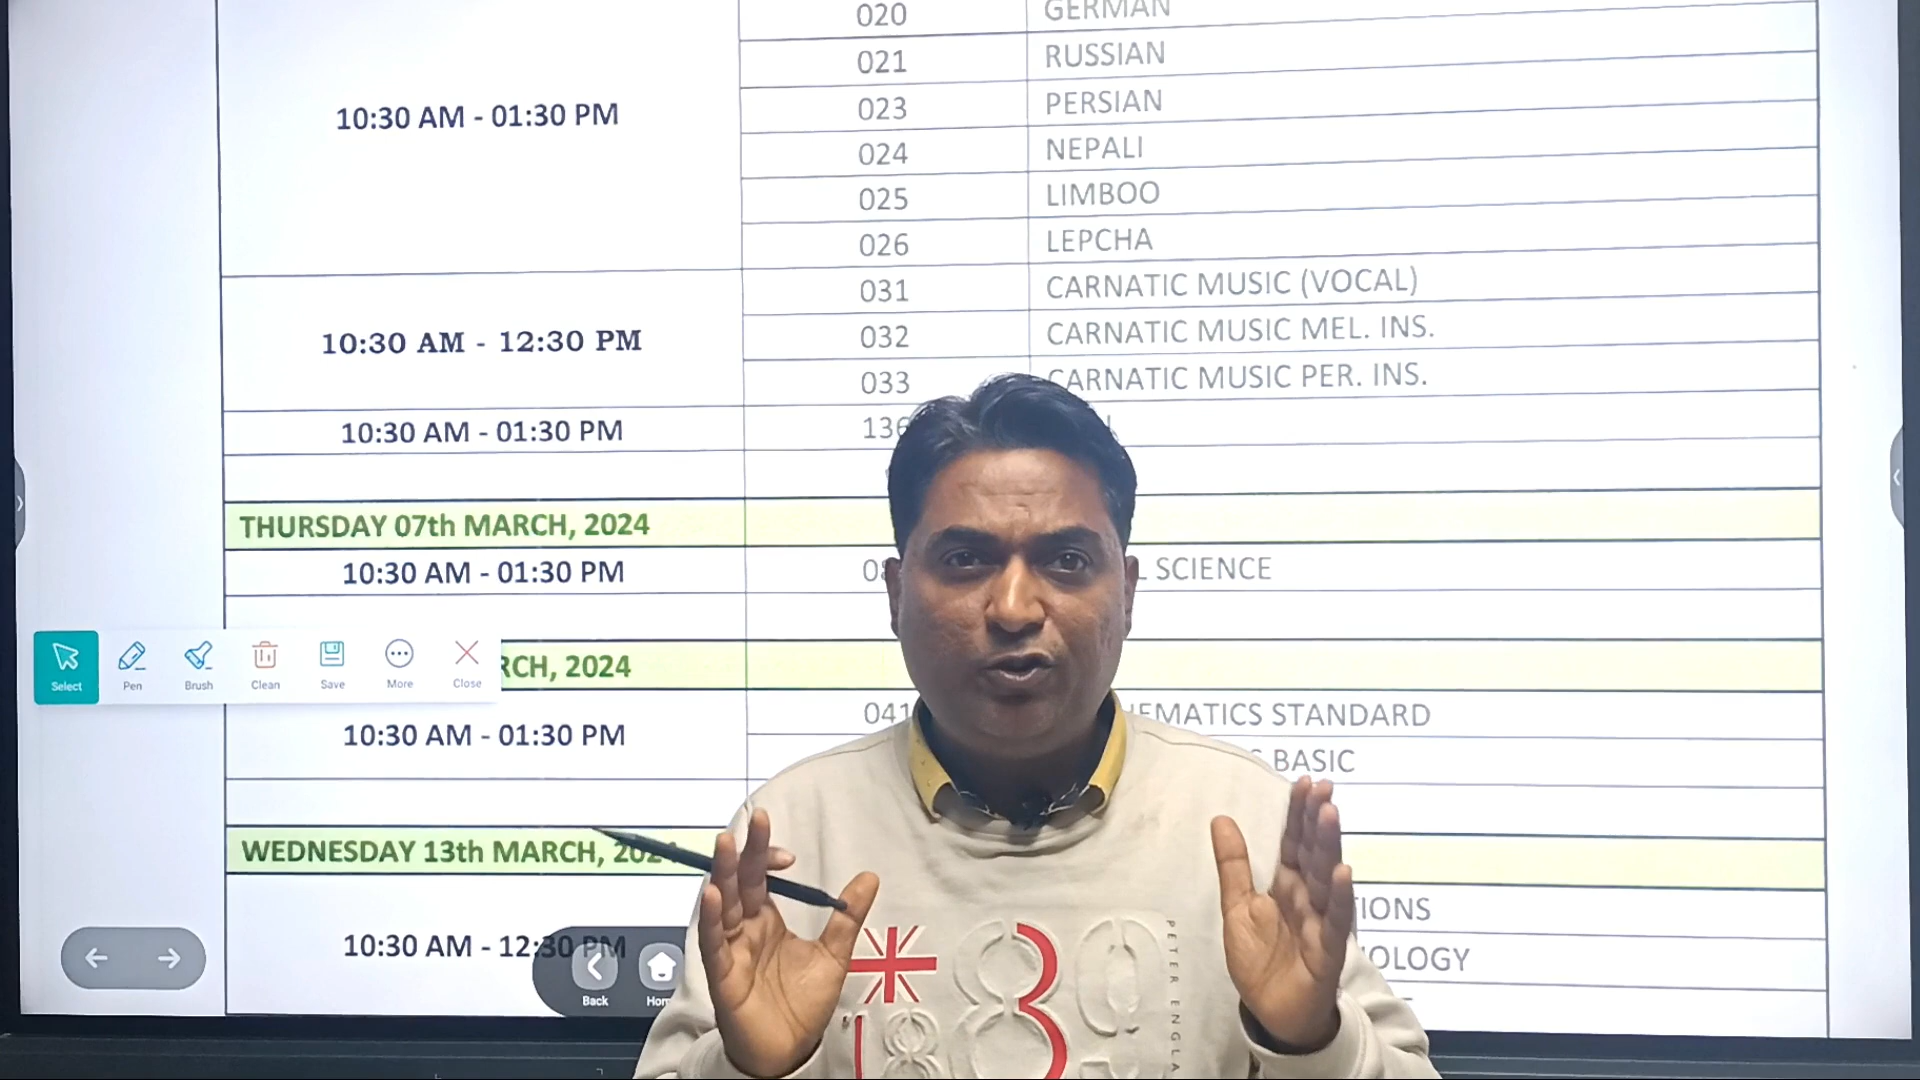 020 GERMAN
021 RUSSIAN
023 PERSIAN
10:30 AM - 01:30 PM
024 NEPALI
025 LIMBOO
026 LEPCHA
031 CARNATIC MUSIC (VOCAL)
10:30 AM - 12:30 PM 032 CARNATIC MUSIC MEL. INS.
033 CARNATIC MUSIC PER. INS.
10:30 AM - 01:30 PM 136
THURSDAY 07th MARCH, 2024
10:30 AM - 01:30 PM SCIENCE
RCH, 2024
Select Pen Brush Clean Save More Close
041 EMATICS STANDARD
10:30 AM - 01:30 PM
BASIC
WEDNESDAY 13th MARCH, 2024
TIONS
10:30 AM - 12:30 PM OLOGY
Back
PETER ENGLA